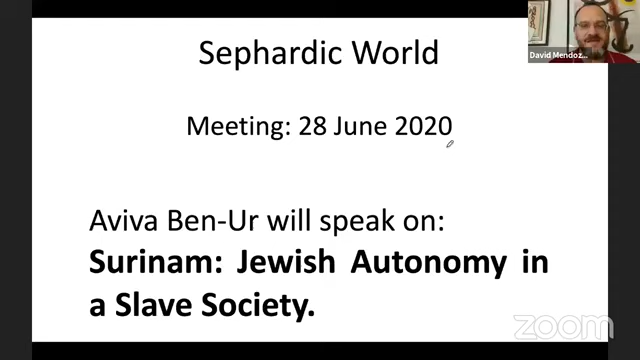 Sephardic World
David Mendoz...
Meeting: 28 June 2020
Aviva Ben-Ur will speak on:
Surinam: Jewish Autonomy in
a Slave Society.
zoom